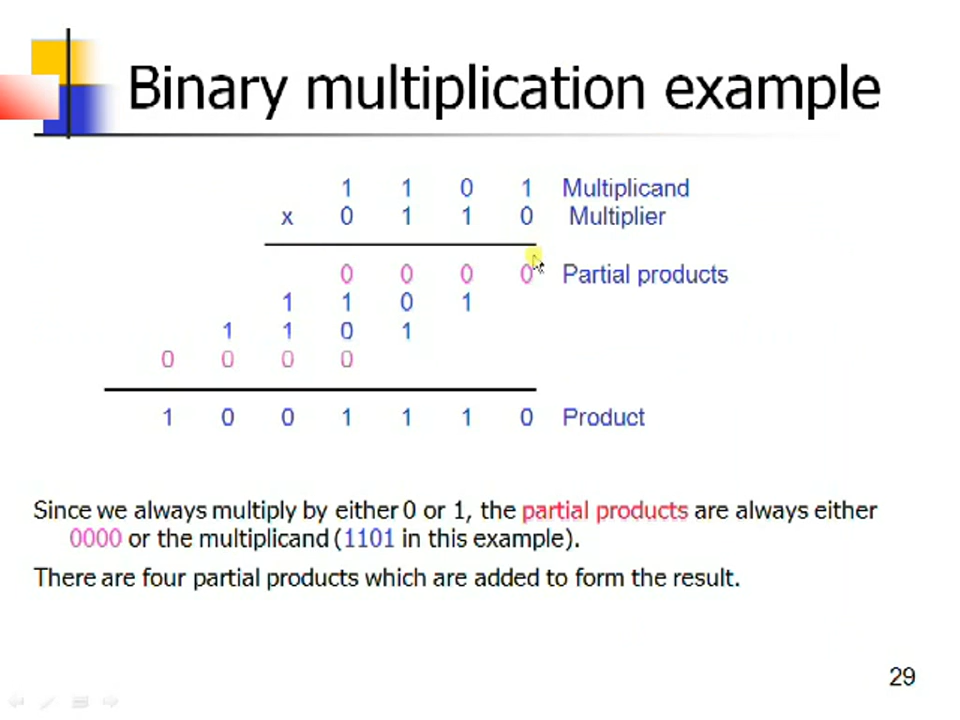 Binary multiplication example
1 1 0 1 Multiplicand
x 0 1 1 0 Multiplier
0 0 0 0 Partial products
1 1 0 1
1 1 0 1
0 0 0 0
1 0 0 1 1 1 0 Product
Since we always multiply by either 0 or 1, the partial products are always either
0000 or the multiplicand (1101 in this example).
There are four partial products which are added to form the result.
29